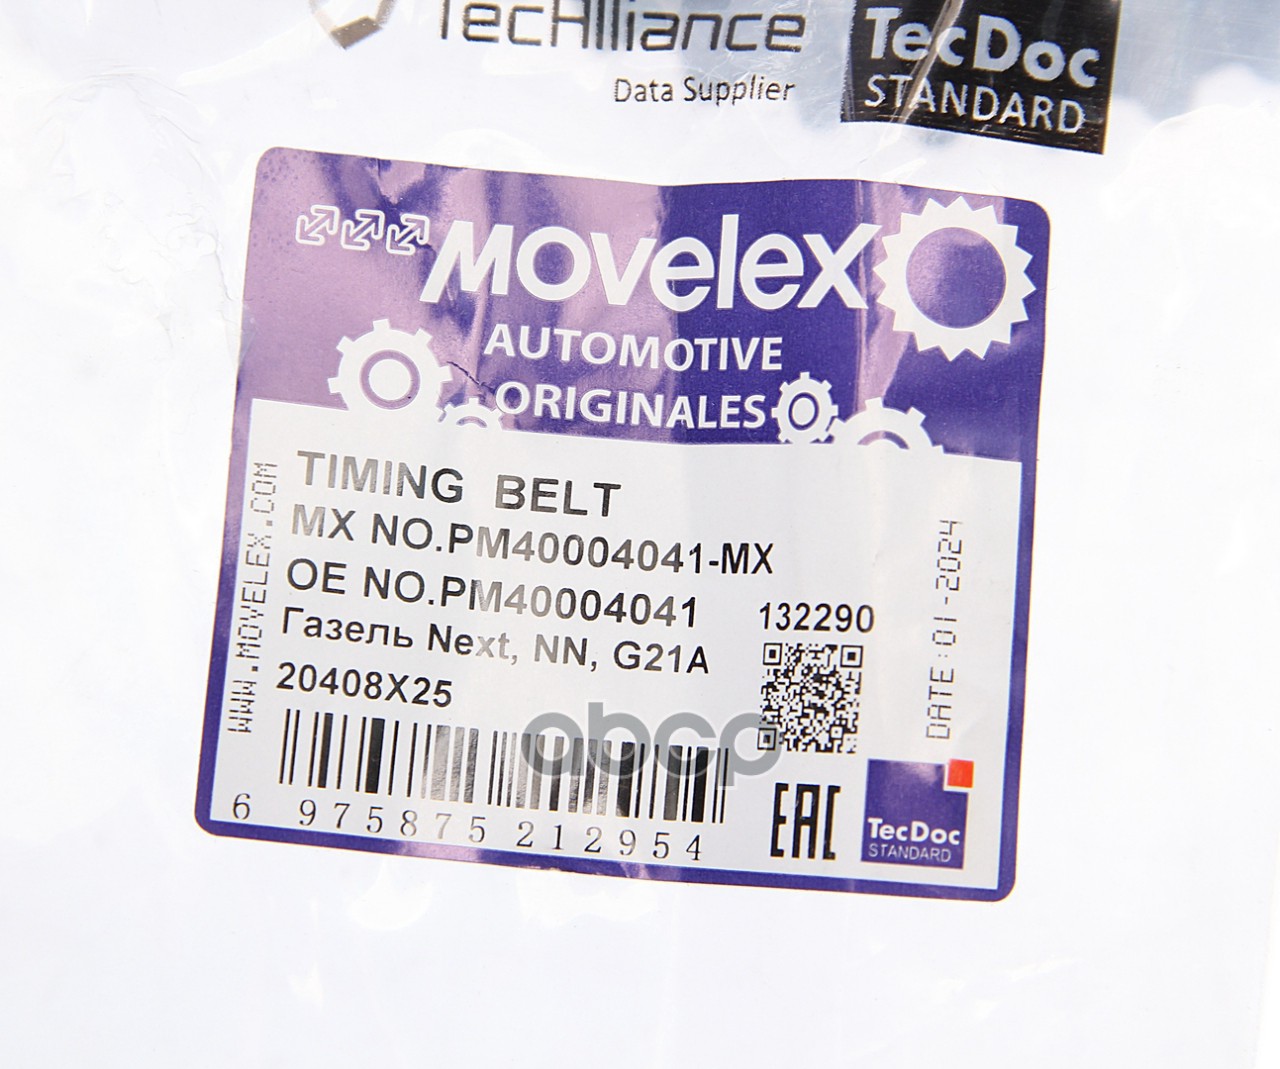 TecAlliance
Data Supplier
TecDoc
STANDARD
MOVELEX
AUTOMOTIVE
ORIGINALES
TIMING BELT
MX NO.PM40004041-MX
OE NO.PM40004041
Газель Next, NN, G21A
20408X25
132290
WWW.MOVELEX.COM
DATE:01-2024
6 975875 212954
EAC
TecDoc
STANDARD
abcp